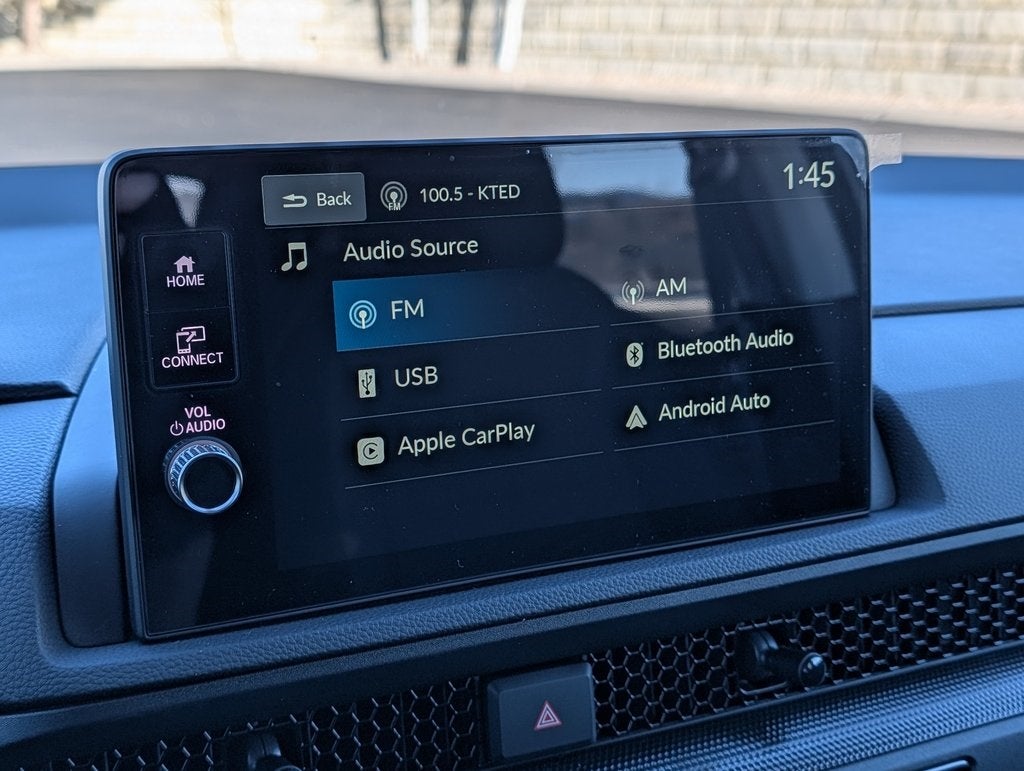 Back
FM
100.5 - KTED
1:45
HOME
CONNECT
VOL
AUDIO
Audio Source
FM
AM
USB
Bluetooth Audio
Apple CarPlay
Android Auto